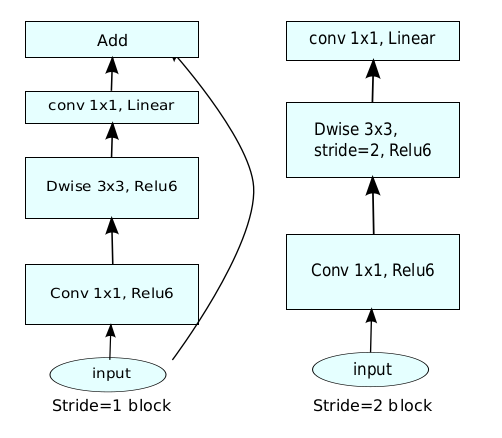 Add
conv 1x1, Linear
Dwise 3x3, Relu6
Conv 1x1, Relu6
input
Stride=1 block
conv 1x1, Linear
Dwise 3x3,
stride=2, Relu6
Conv 1x1, Relu6
input
Stride=2 block